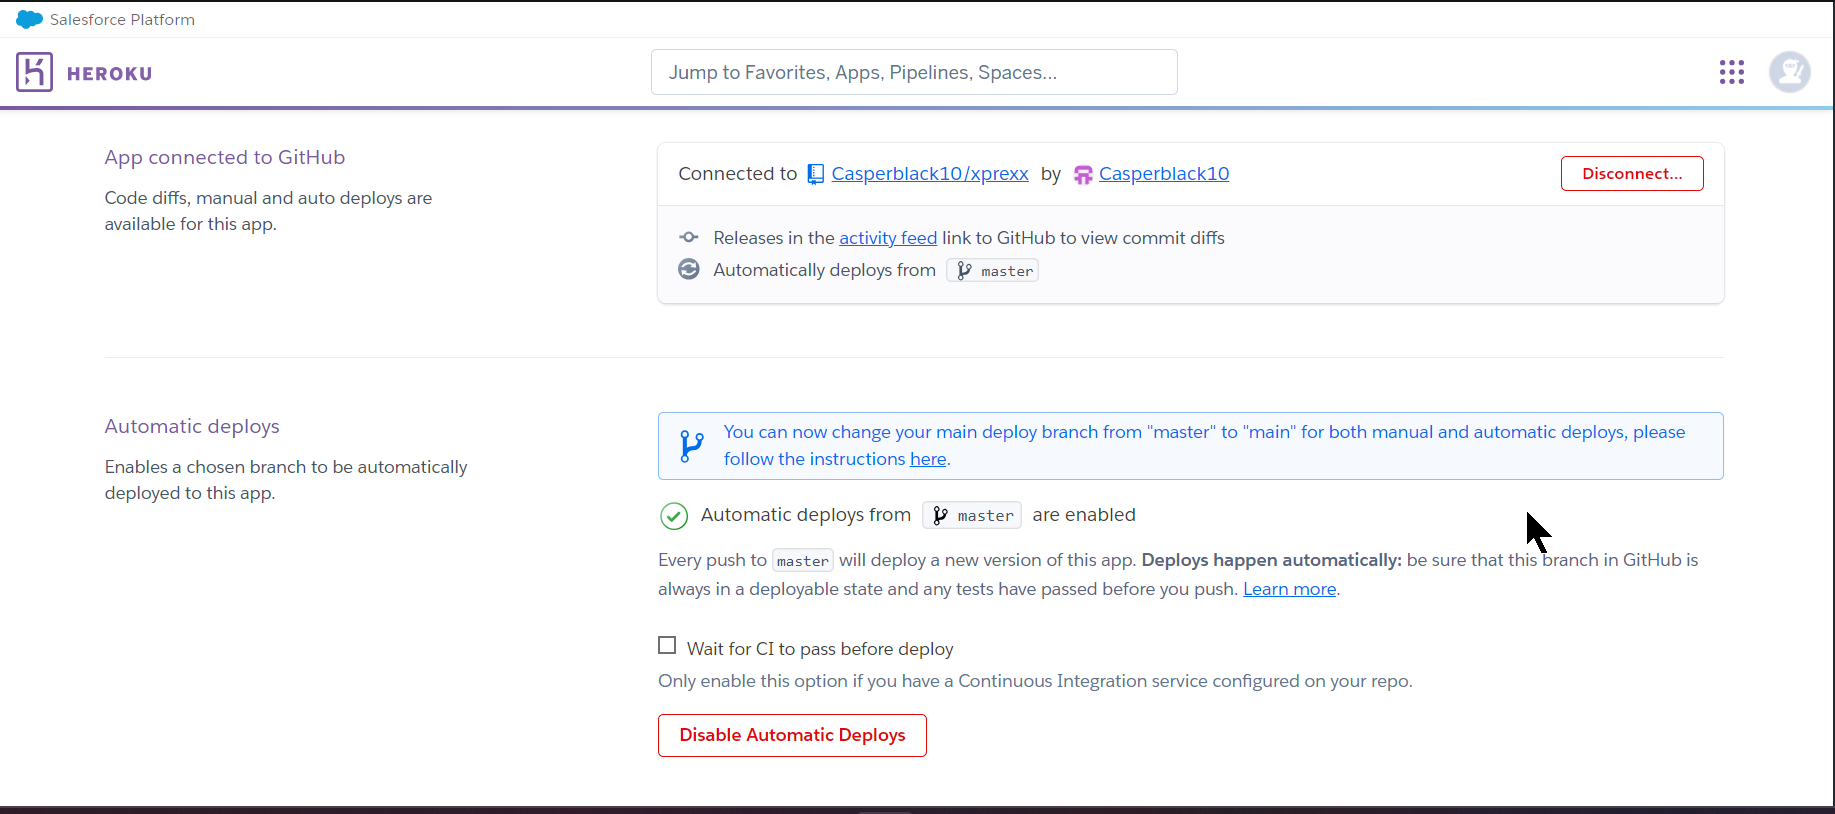 Salesforce Platform
HEROKU
Jump to Favorites, Apps, Pipelines, Spaces...
App connected to GitHub
Code diffs, manual and auto deploys are
available for this app.
Connected to Casperblack10/xprexx by Casperblack10
Disconnect...
Releases in the activity feed link to GitHub to view commit diffs
Automatically deploys from master
Automatic deploys
Enables a chosen branch to be automatically
deployed to this app.
You can now change your main deploy branch from "master" to "main" for both manual and automatic deploys, please
follow the instructions here.
Automatic deploys from master are enabled
Every push to master will deploy a new version of this app. Deploys happen automatically: be sure that this branch in GitHub is
always in a deployable state and any tests have passed before you push. Learn more.
Wait for CI to pass before deploy
Only enable this option if you have a Continuous Integration service configured on your repo.
Disable Automatic Deploys